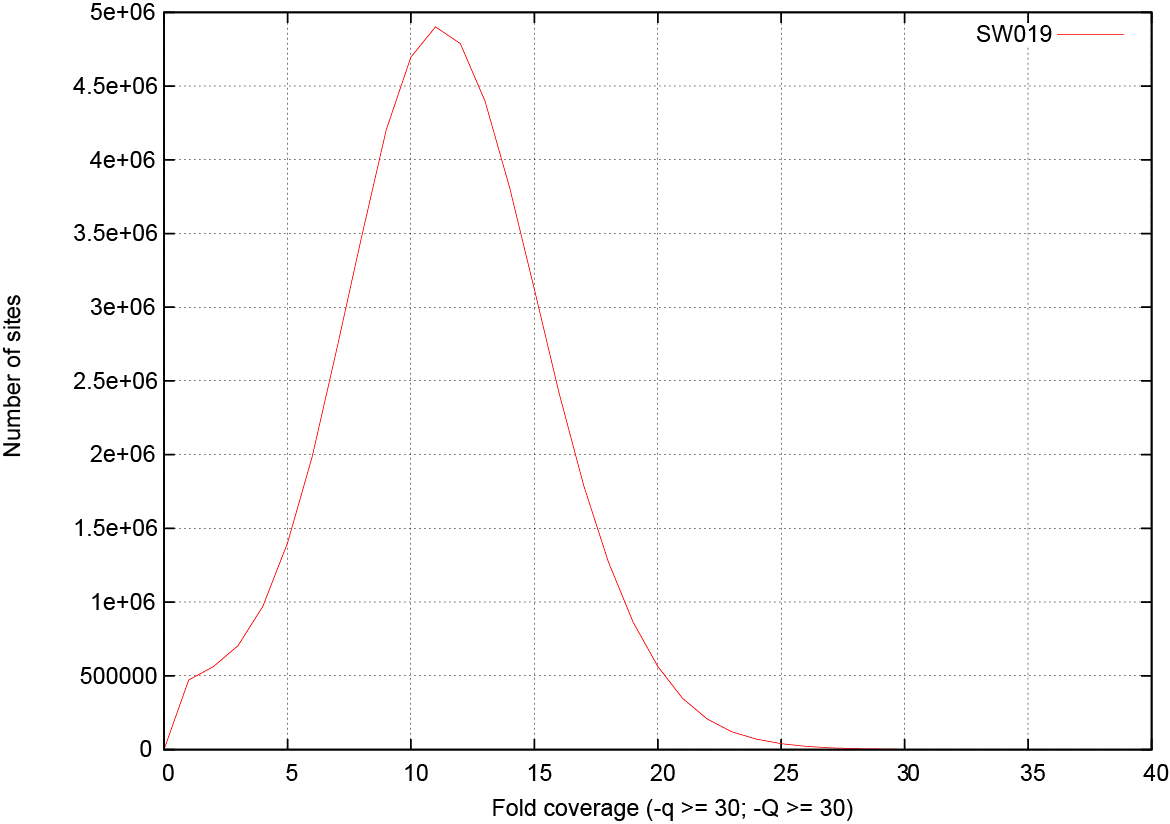 5e+06
SW019
4.5e+06
4e+06
3.5e+06
3e+06
2.5e+06
2e+06
1.5e+06
1e+06
500000
0
Number of sites
0 5 10 15 20 25 30 35 40
Fold coverage (-q >= 30; -Q >= 30)